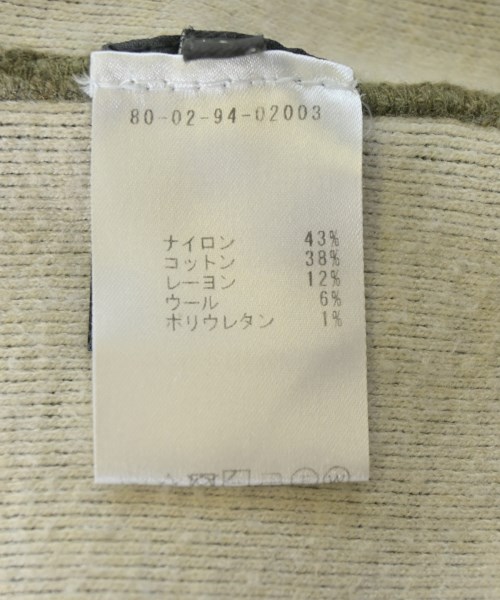 80-02-94-02003
ナイロン 43%
コットン 38%
レーヨン 12%
ウール 6%
ポリウレタン 1%